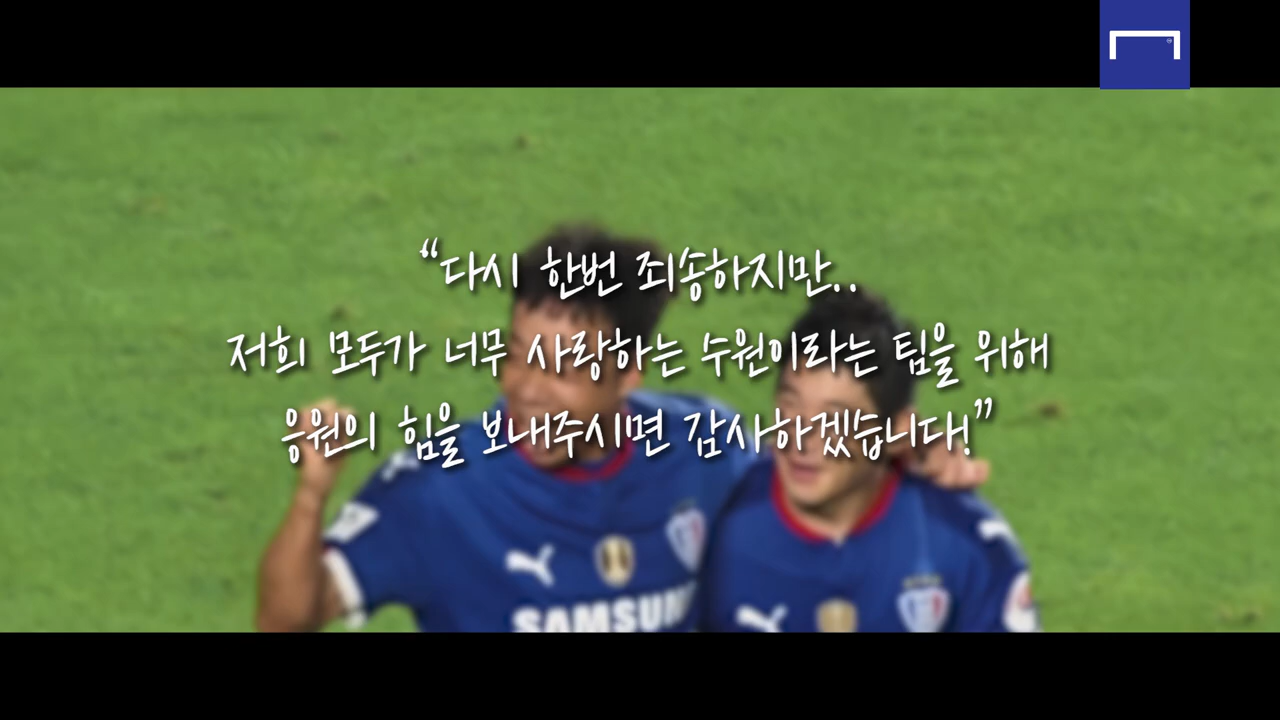 “다시 한번 죄송하지만..
저희 모두가 너무 사랑하는 수원이라는 팀을 위해
응원의 힘을 보내주시면 감사하겠습니다!”
SAMSUN